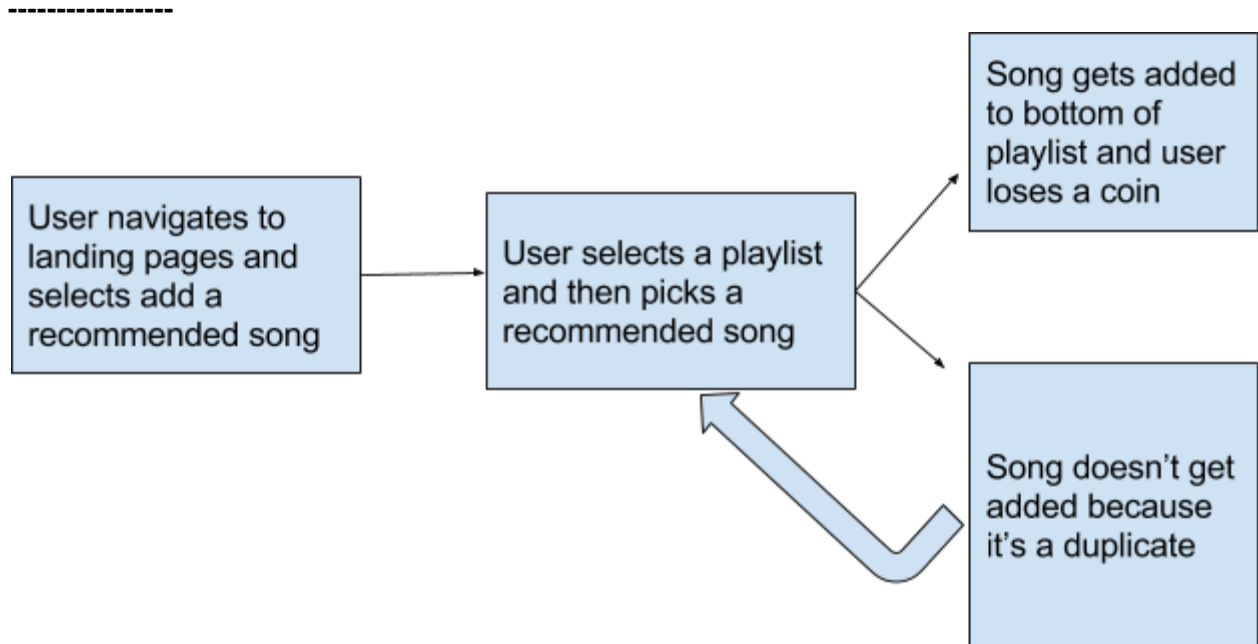 -----------------
User navigates to
landing pages and
selects add a
recommended song
User selects a playlist
and then picks a
recommended song
Song gets added
to bottom of
playlist and user
loses a coin
Song doesn’t get
added because
it’s a duplicate